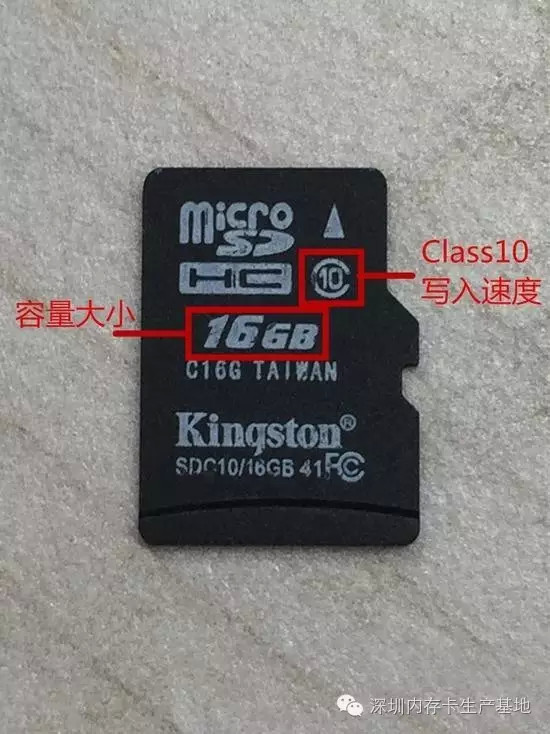 Micro
SD
HC
10
Class10
写入速度
容量大小
16GB
C16G TAIWAN
Kingston®
SDC10/16GB 41 FC
深圳内存卡生产基地